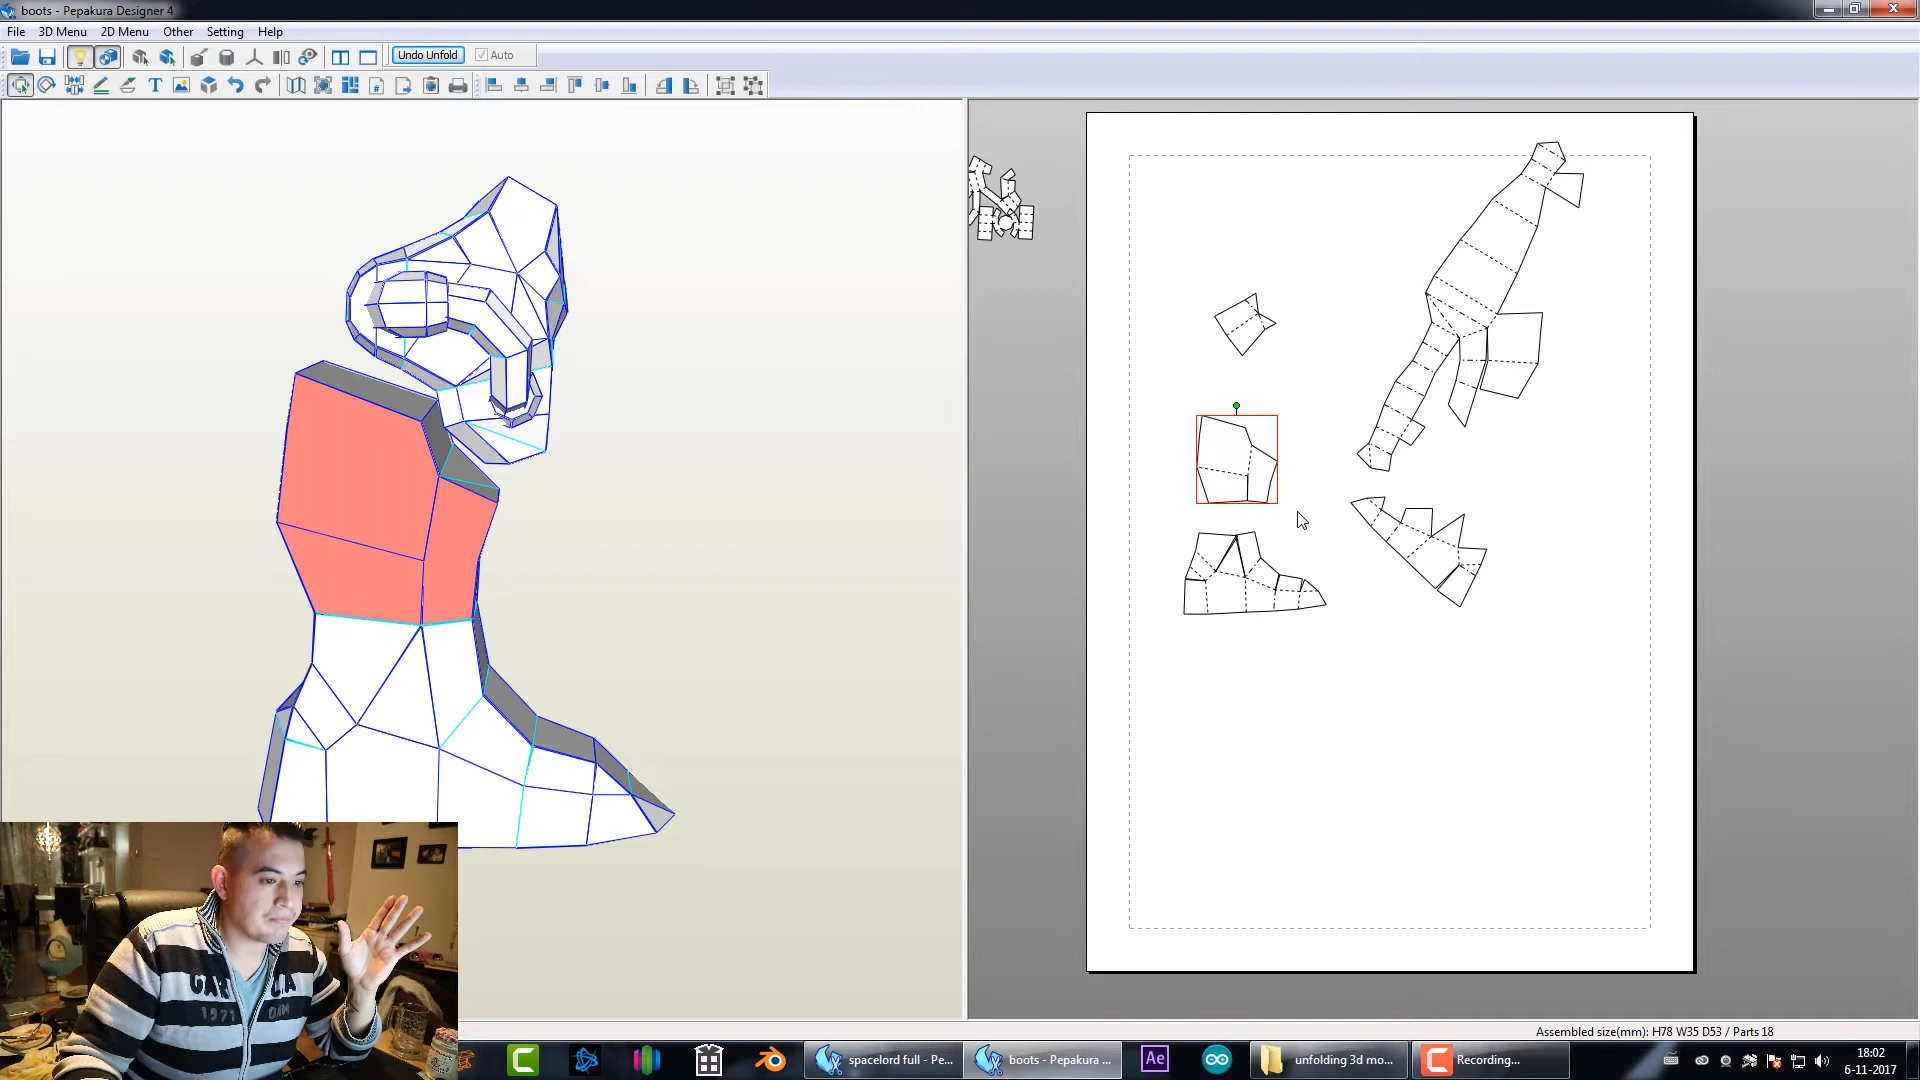 boots - Pepakura Designer 4
File 3D Menu 2D Menu Other Setting Help
Undo Unfold Auto
Assembled size(mm): H78 W35 D53 / Parts 18
1977
spacelord full - Pe...
boots - Pepakura ...
Ae
unfolding 3d mo...
Recording...
18:02
6-11-2017